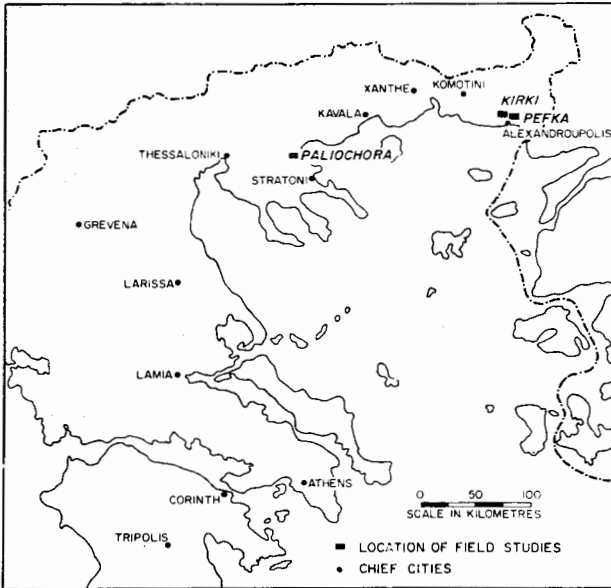 XANTHE
KOMOTINI
KIRKI
KAVALA
PEFKA
ALEXANDROUPOLIS
THESSALONIKI
PALIOCHORA
STRATONI
GREVENA
LARISSA
LAMIA
ATHENS
CORINTH
0 50 100
SCALE IN KILOMETRES
TRIPOLIS
LOCATION OF FIELD STUDIES
CHIEF CITIES